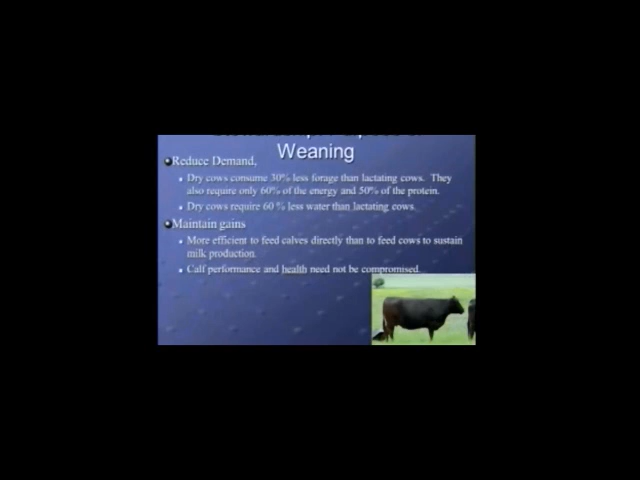 Weaning
Reduce Demand,
Dry cows consume 30% less forage than lactating cows. They
also require only 60% of the energy and 50% of the protein.
Dry cows require 60 % less water than lactating cows.
Maintain gains
More efficient to feed calves directly than to feed cows to sustain
milk production.
Calf performance and health need not be compromised.